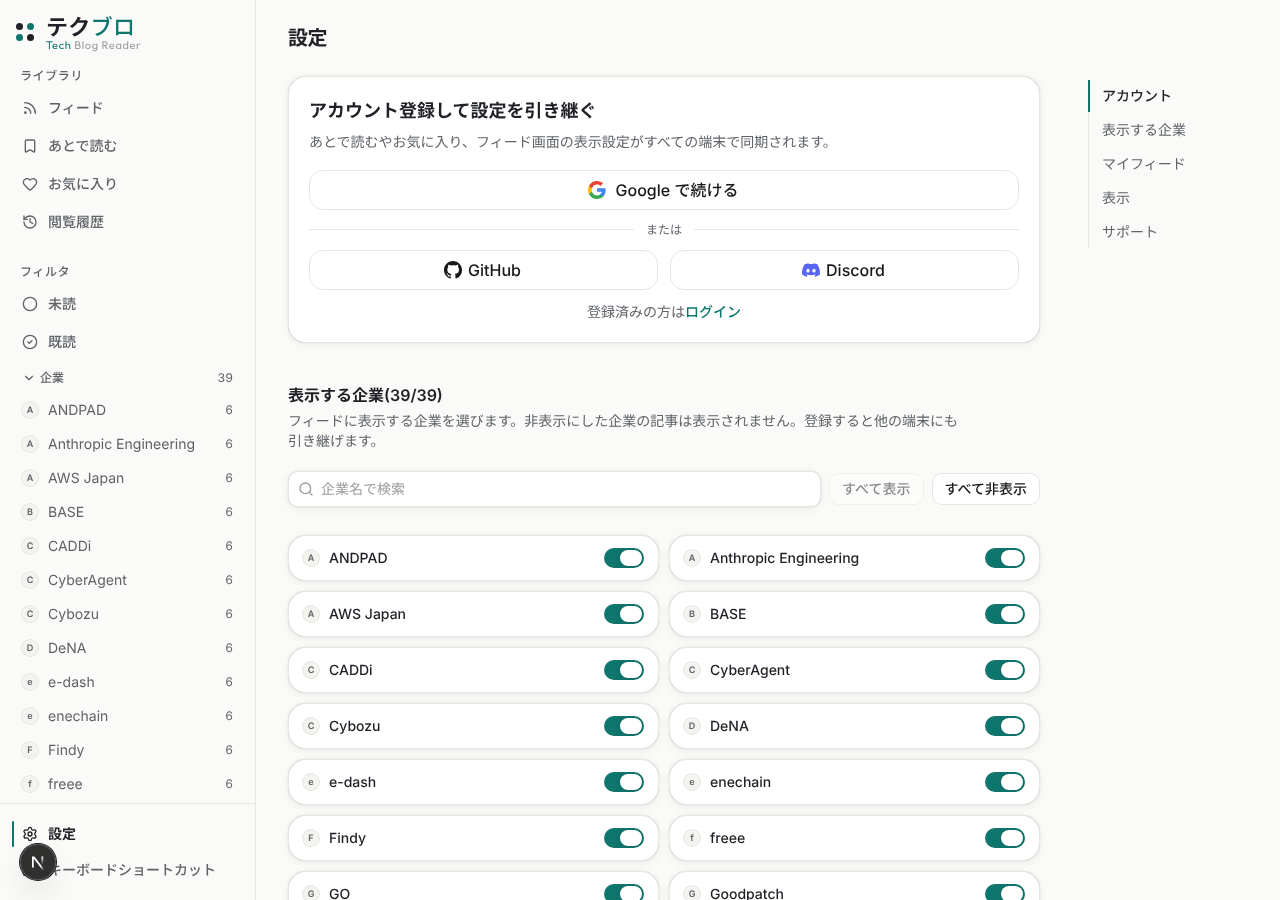 テクブロ
Tech Blog Reader
ライブラリ
フィード
あとで読む
お気に入り
閲覧履歴
フィルタ
未読
既読
企業 39
A ANDPAD 6
A Anthropic Engineering 6
A AWS Japan 6
B BASE 6
C CADDi 6
C CyberAgent 6
C Cybozu 6
D DeNA 6
e e-dash 6
e enechain 6
F Findy 6
f freee 6
設定
N キーボードショートカット
設定
アカウント登録して設定を引き継ぐ
あとで読むやお気に入り、フィード画面の表示設定がすべての端末で同期されます。
Google で続ける
または
GitHub Discord
登録済みの方はログイン
表示する企業(39/39)
フィードに表示する企業を選びます。非表示にした企業の記事は表示されません。登録すると他の端末にも
引き継げます。
企業名で検索 すべて表示 すべて非表示
A ANDPAD A Anthropic Engineering
A AWS Japan B BASE
C CADDi C CyberAgent
C Cybozu D DeNA
e e-dash e enechain
F Findy f freee
G GO G Goodpatch
アカウント
表示する企業
マイフィード
表示
サポート